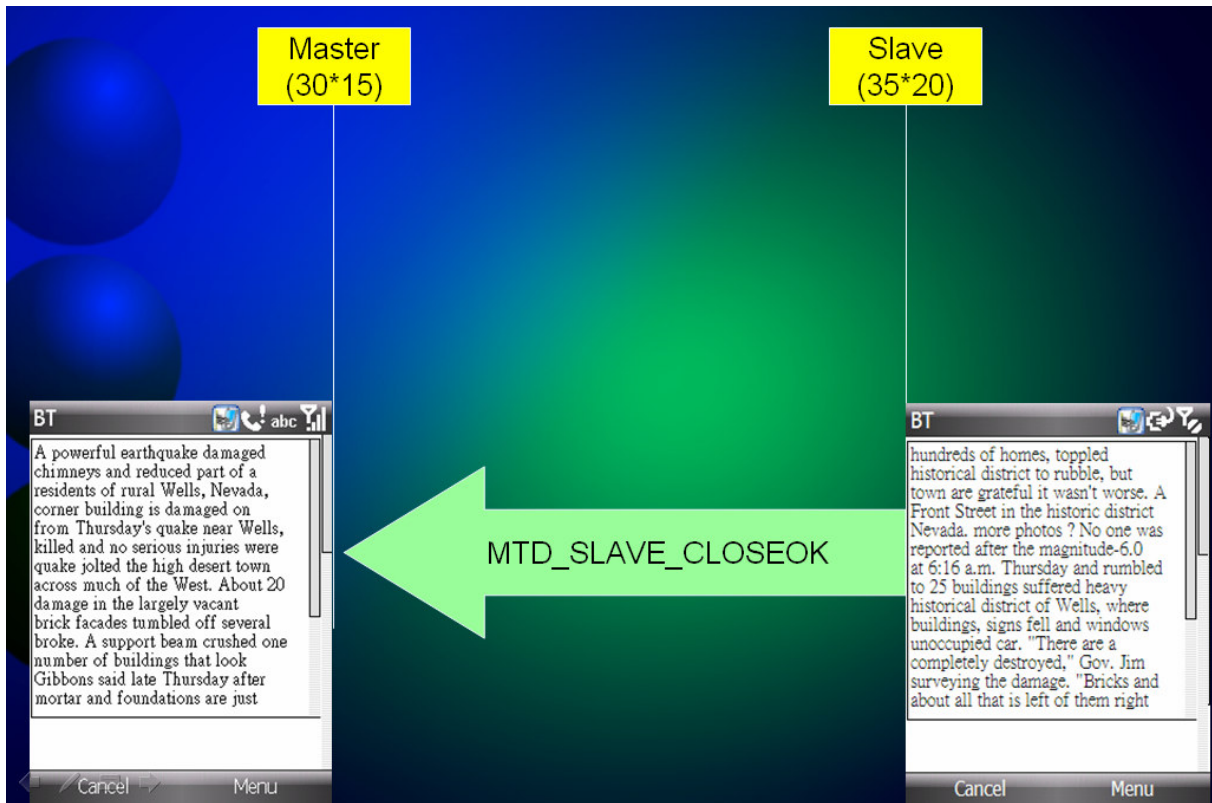 Master
(30*15)
Slave
(35*20)
MTD_SLAVE_CLOSEOK
BT
abc
A powerful earthquake damaged
chimneys and reduced part of a
residents of rural Wells, Nevada,
corner building is damaged on
from Thursday's quake near Wells,
killed and no serious injuries were
quake jolted the high desert town
across much of the West. About 20
damage in the largely vacant
brick facades tumbled off several
broke. A support beam crushed one
number of buildings that look
Gibbons said late Thursday after
mortar and foundations are just
Cancel
Menu
BT
hundreds of homes, toppled
historical district to rubble, but
town are grateful it wasn't worse. A
Front Street in the historic district
Nevada. more photos ? No one was
reported after the magnitude-6.0
at 6:16 a.m. Thursday and rumbled
to 25 buildings suffered heavy
historical district of Wells, where
buildings, signs fell and windows
unoccupied car. "There are a
completely destroyed," Gov. Jim
surveying the damage. "Bricks and
about all that is left of them right
Cancel
Menu